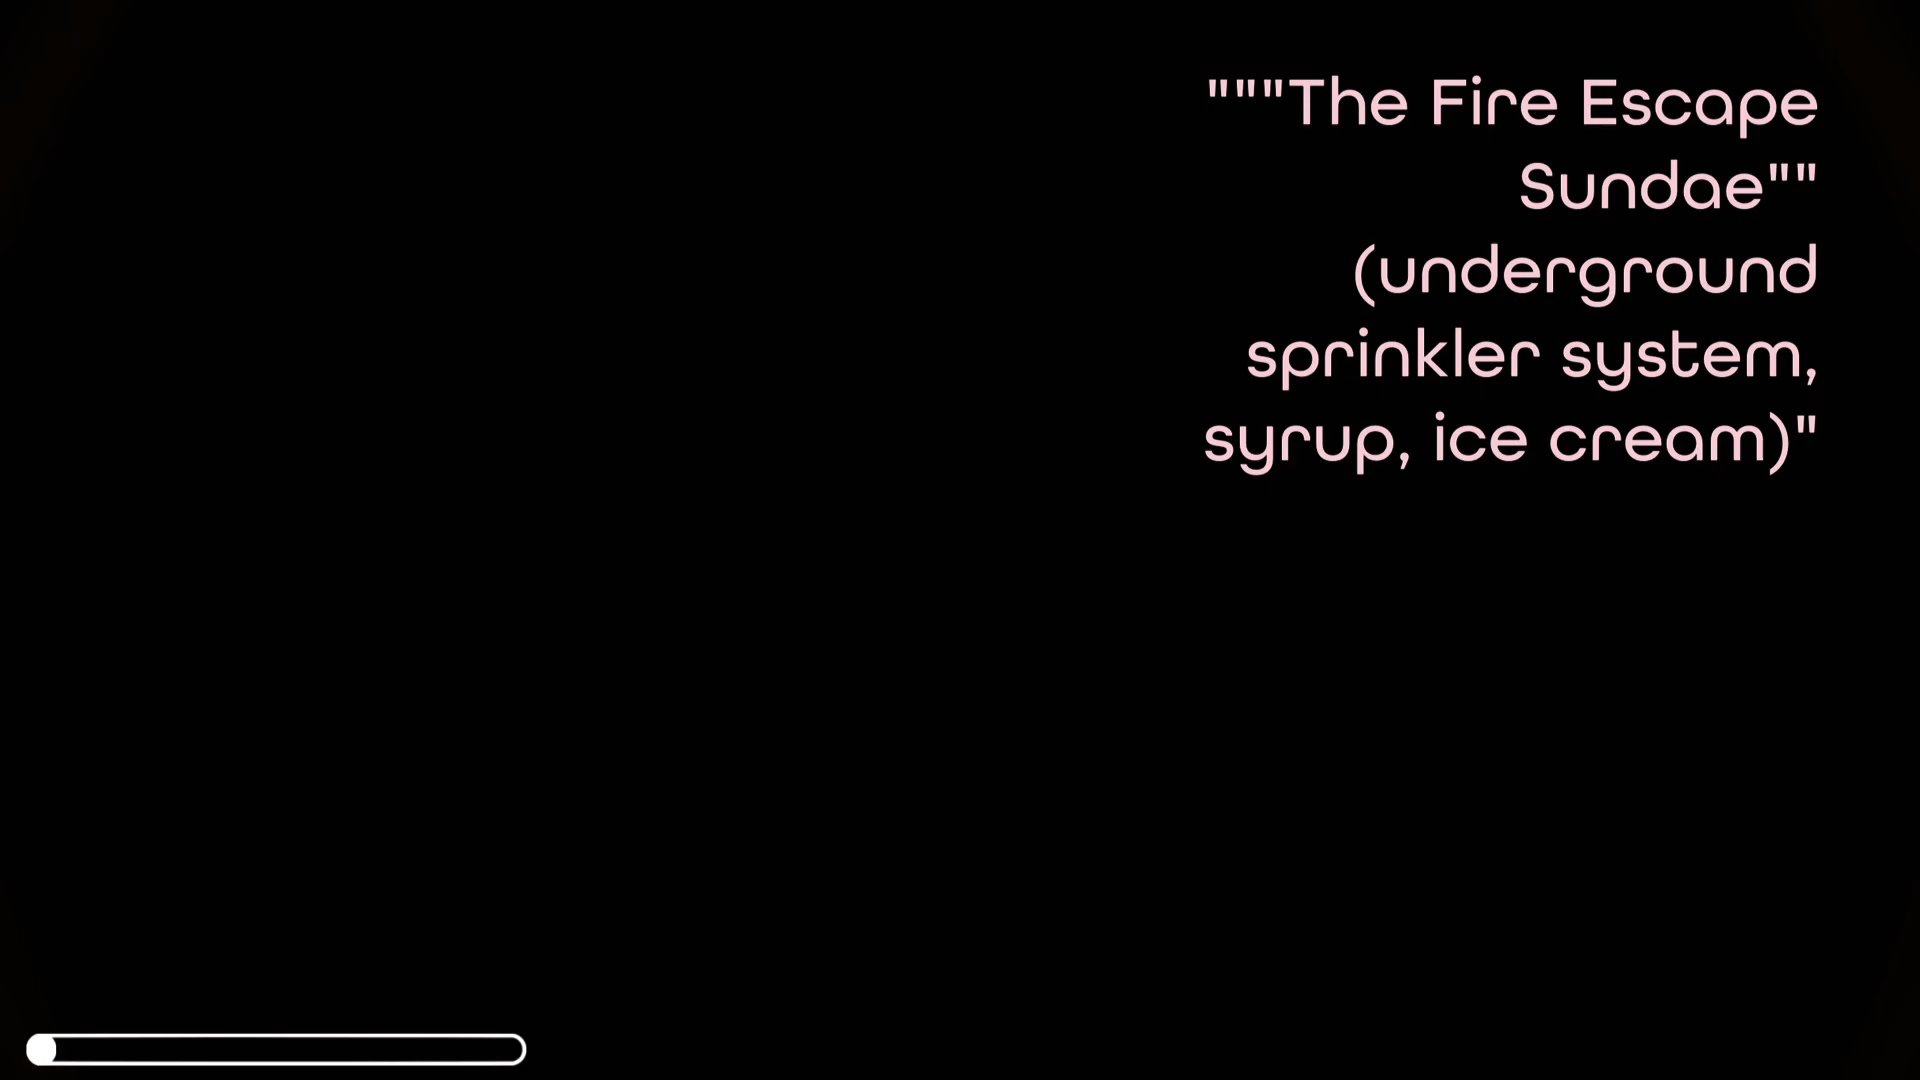 """The Fire Escape
Sundae""
(underground
sprinkler system,
syrup, ice cream)"